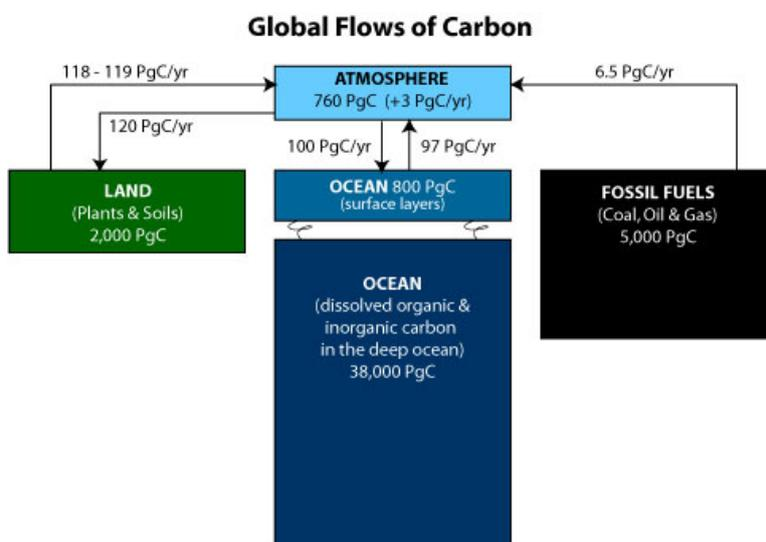 Global Flows of Carbon
118 - 119 PgC/yr
ATMOSPHERE
760 PgC (+3 PgC/yr)
6.5 PgC/yr
120 PgC/yr
100 PgC/yr
97 PgC/yr
LAND
(Plants & Soils)
2,000 PgC
OCEAN 800 PgC
(surface layers)
FOSSIL FUELS
(Coal, Oil & Gas)
5,000 PgC
OCEAN
(dissolved organic &
inorganic carbon
in the deep ocean)
38,000 PgC